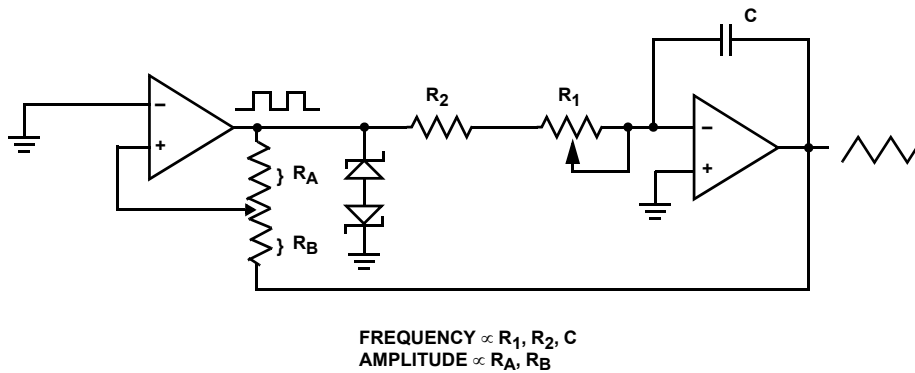 C
R2
R1
−
+
RA
RB
−
+
FREQUENCY ∝ R1, R2, C
AMPLITUDE ∝ RA, RB